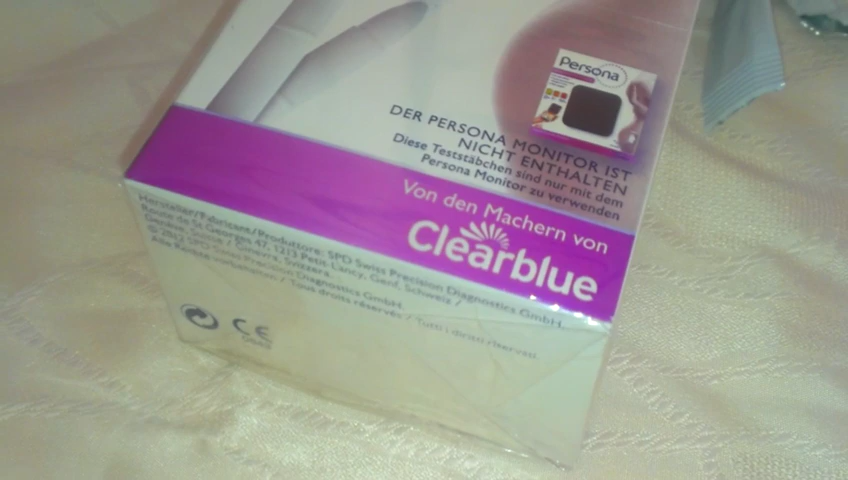 Persona
DER PERSONA MONITOR IST
NICHT ENTHALTEN
Diese Teststäbchen sind nur mit dem
Persona Monitor zu verwenden
Von den Machern von
Clearblue
Hersteller/Fabricant/Produttore: SPD Swiss Precision Diagnostics GmbH,
Route de St Georges 47, 1213 Petit-Lancy, Genf, Schweiz /
Genève, Suisse / Ginevra, Svizzera.
© 2012 SPD Swiss Precision Diagnostics GmbH.
Alle Rechte vorbehalten / Tous droits réservés / Tutti i diritti riservati.
CE